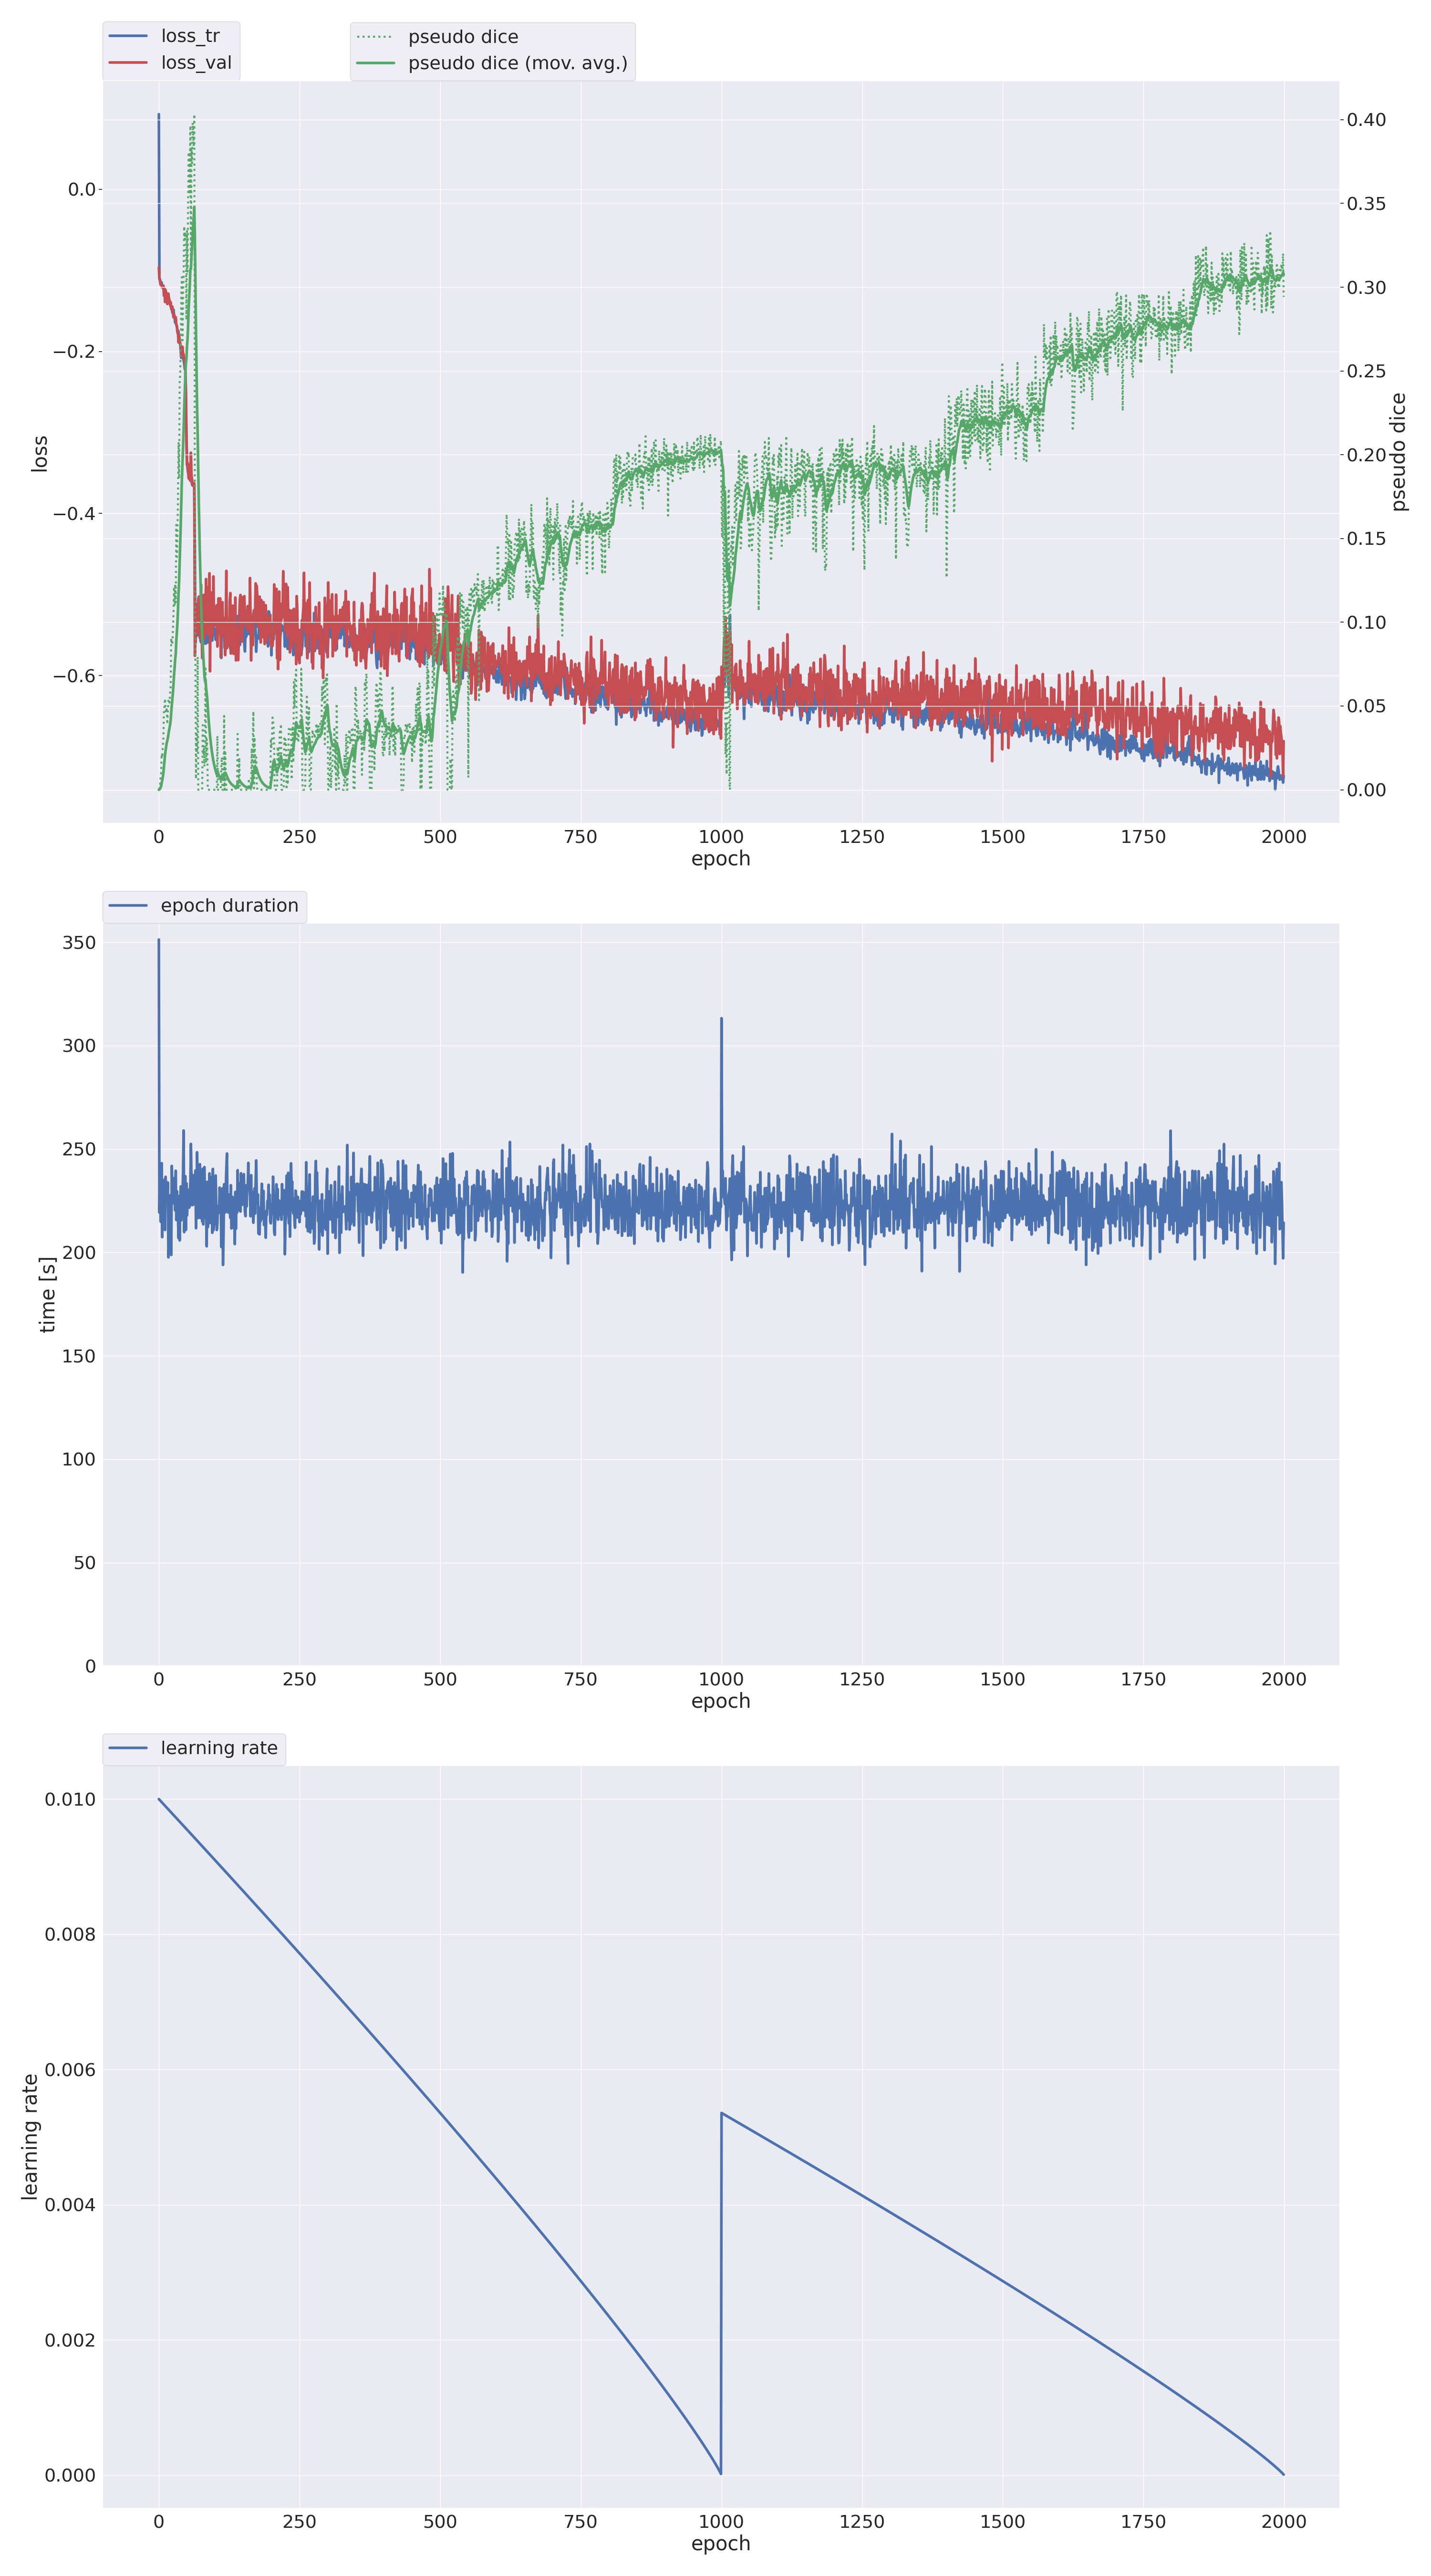 loss_tr
loss_val
pseudo dice
pseudo dice (mov. avg.)
0.0
−0.2
−0.4
−0.6
loss
0.40
0.35
0.30
0.25
0.20
0.15
0.10
0.05
0.00
pseudo dice
0 250 500 750 1000 1250 1500 1750 2000
epoch
epoch duration
350
300
250
200
150
100
50
0
time [s]
0 250 500 750 1000 1250 1500 1750 2000
epoch
learning rate
0.010
0.008
0.006
0.004
0.002
0.000
learning rate
0 250 500 750 1000 1250 1500 1750 2000
epoch